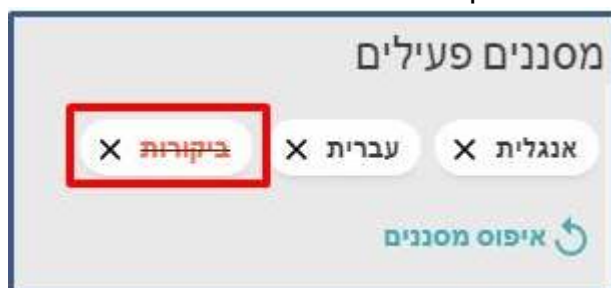 מסננים פעילים
אנגלית × עברית × ביקורות ×
איפוס מסננים